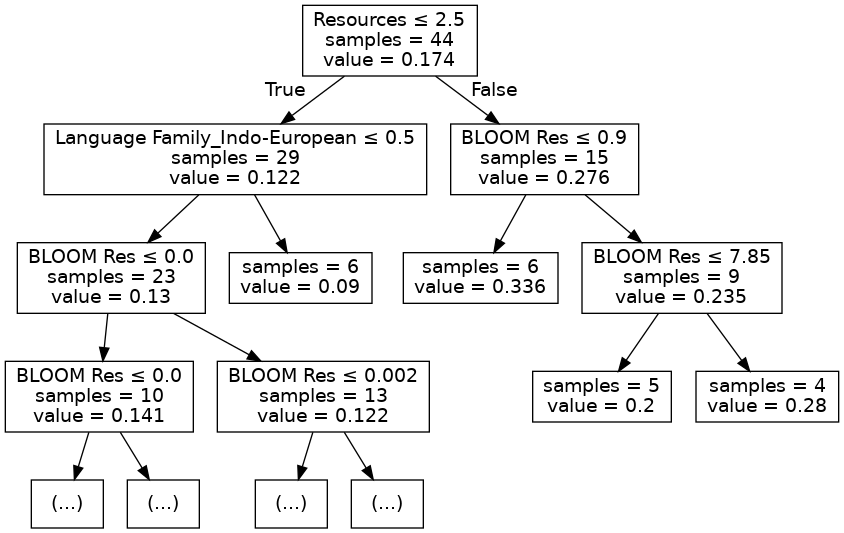 Resources ≤ 2.5
samples = 44
value = 0.174
True
False
Language Family_Indo-European ≤ 0.5
samples = 29
value = 0.122
BLOOM Res ≤ 0.9
samples = 15
value = 0.276
BLOOM Res ≤ 0.0
samples = 23
value = 0.13
samples = 6
value = 0.09
samples = 6
value = 0.336
BLOOM Res ≤ 7.85
samples = 9
value = 0.235
BLOOM Res ≤ 0.0
samples = 10
value = 0.141
BLOOM Res ≤ 0.002
samples = 13
value = 0.122
samples = 5
value = 0.2
samples = 4
value = 0.28
(...)
(...)
(...)
(...)